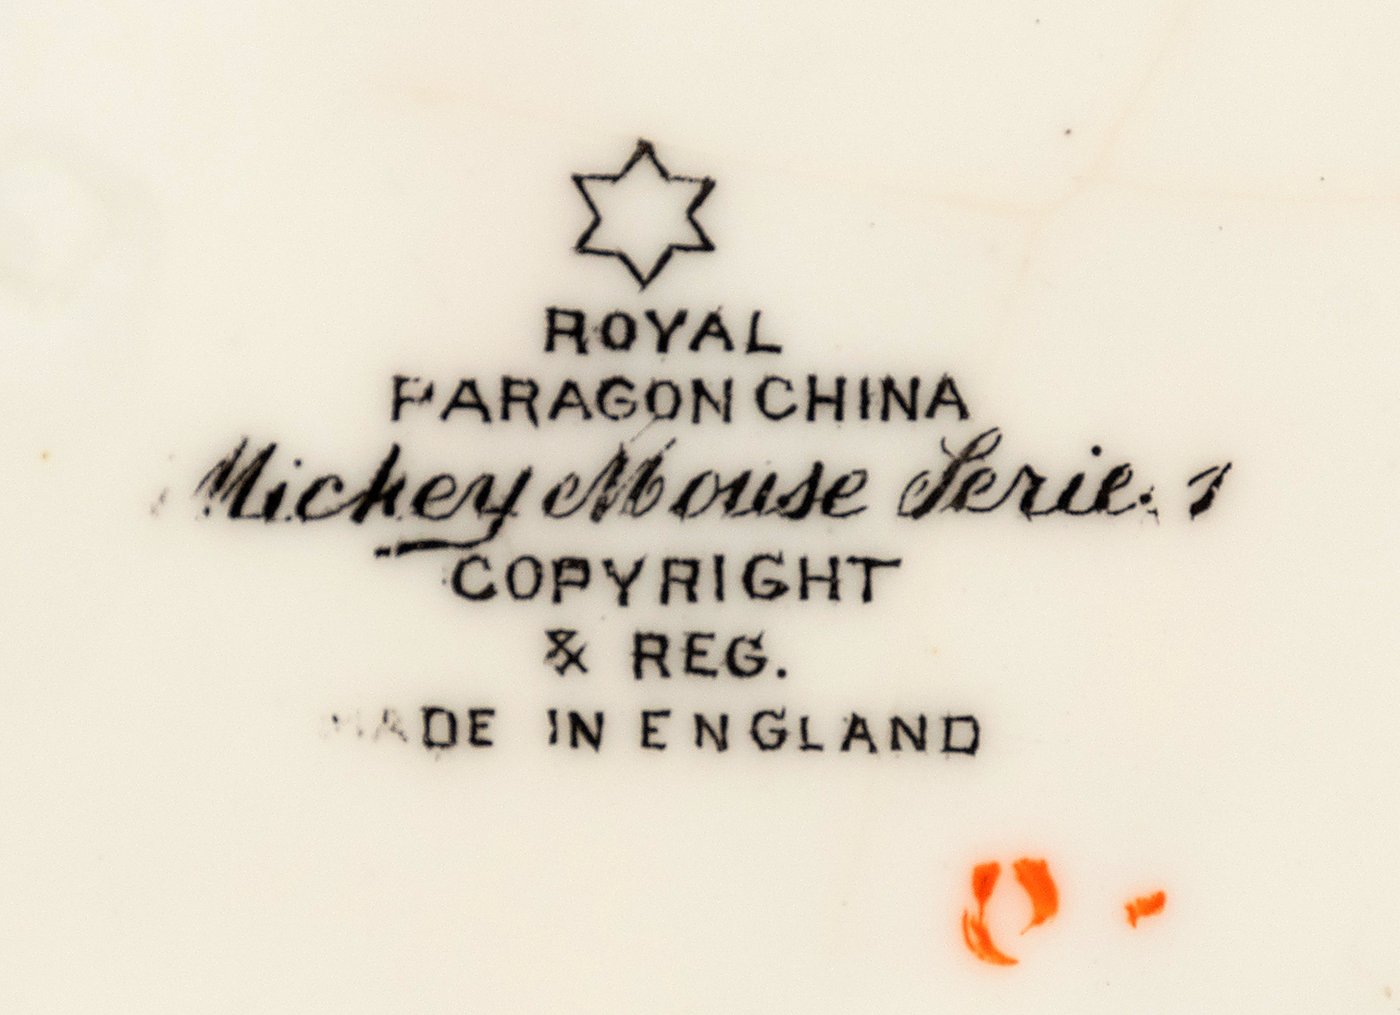 ROYAL
PARAGON CHINA
Mickey Mouse Series
COPYRIGHT
& REG.
MADE IN ENGLAND